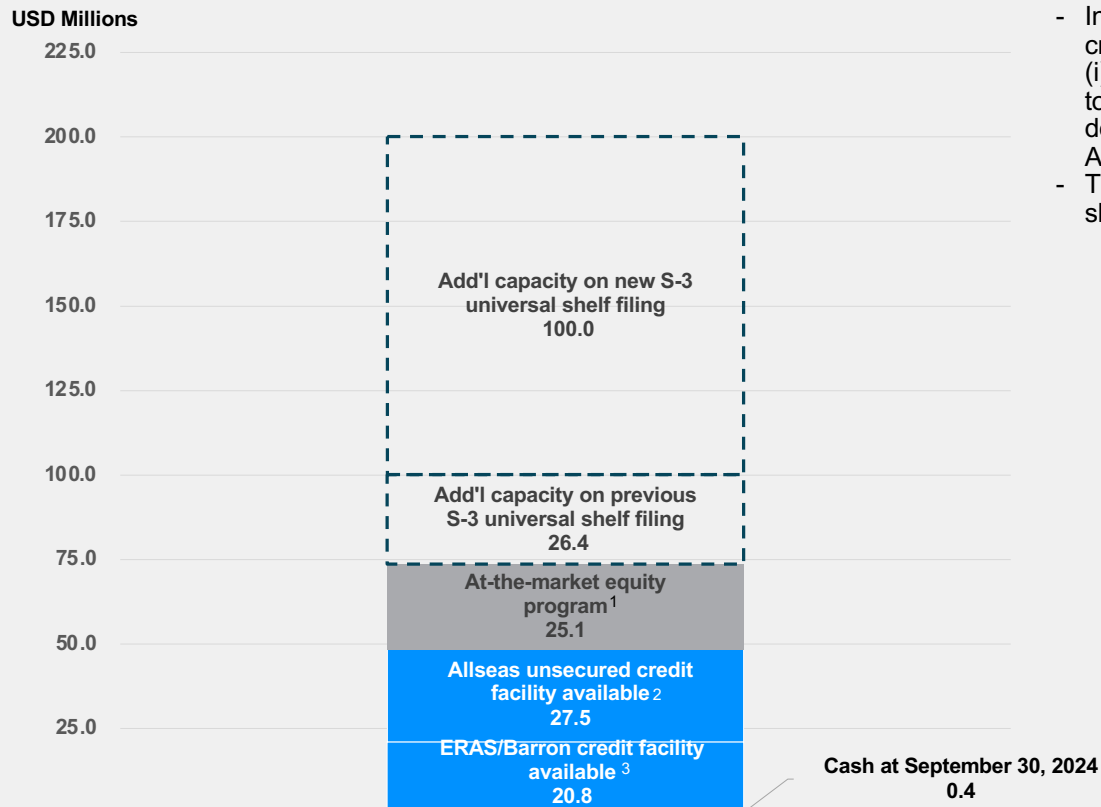 USD Millions
225.0
200.0
175.0
150.0
125.0
100.0
75.0
50.0
25.0
Add'l capacity on new S-3
universal shelf filing
100.0
Add'l capacity on previous
S-3 universal shelf filing
26.4
At-the-market equity
program 1
25.1
Allseas unsecured credit
facility available 2
27.5
ERAS/Barron credit facility
available 3
20.8
Cash at September 30, 2024
0.4
-
(i
to
-